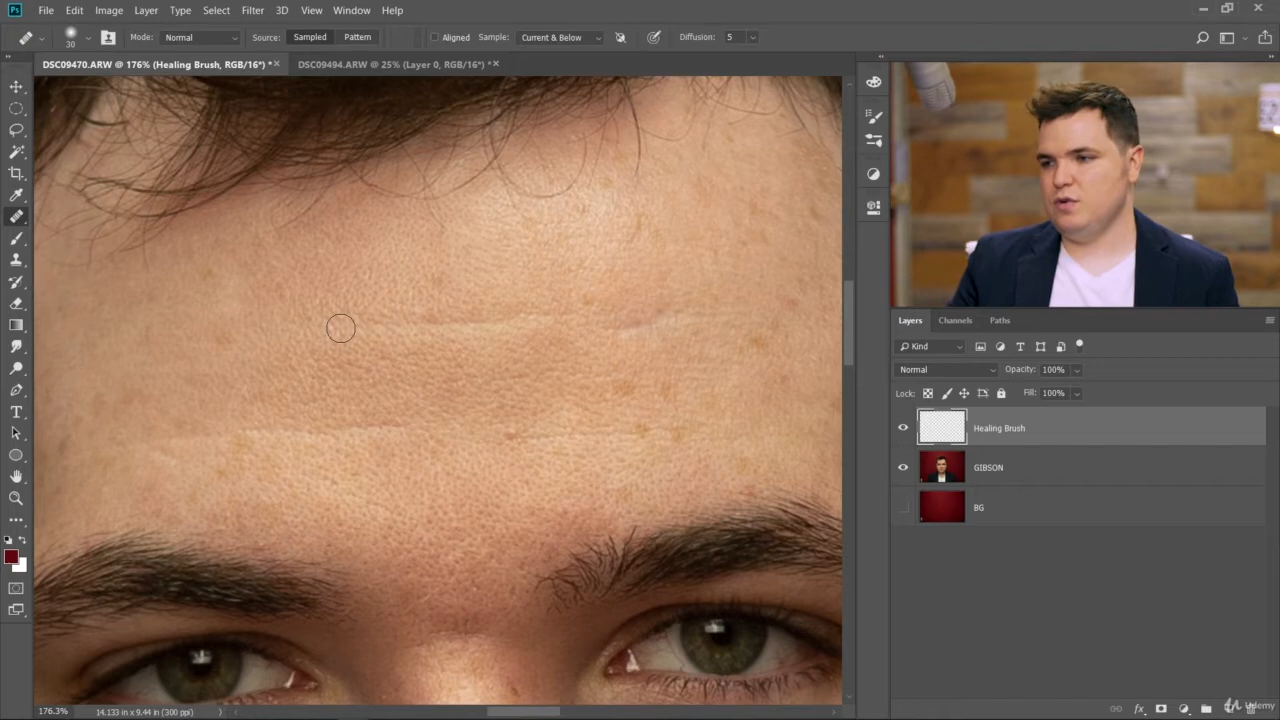 Ps File Edit Image Layer Type Select Filter 3D View Window Help
30 Mode: Normal Source: Sampled Pattern Aligned Sample: Current & Below Diffusion: 5
DSC09470.ARW @ 176% (Healing Brush, RGB/16*) * DSC09494.ARW @ 25% (Layer 0, RGB/16*) *
Layers Channels Paths
Kind
Normal Opacity: 100%
Lock: Fill: 100%
Healing Brush
GIBSON
BG
176.3% 14.133 in x 9.44 in (300 ppi)
fx
Udemy